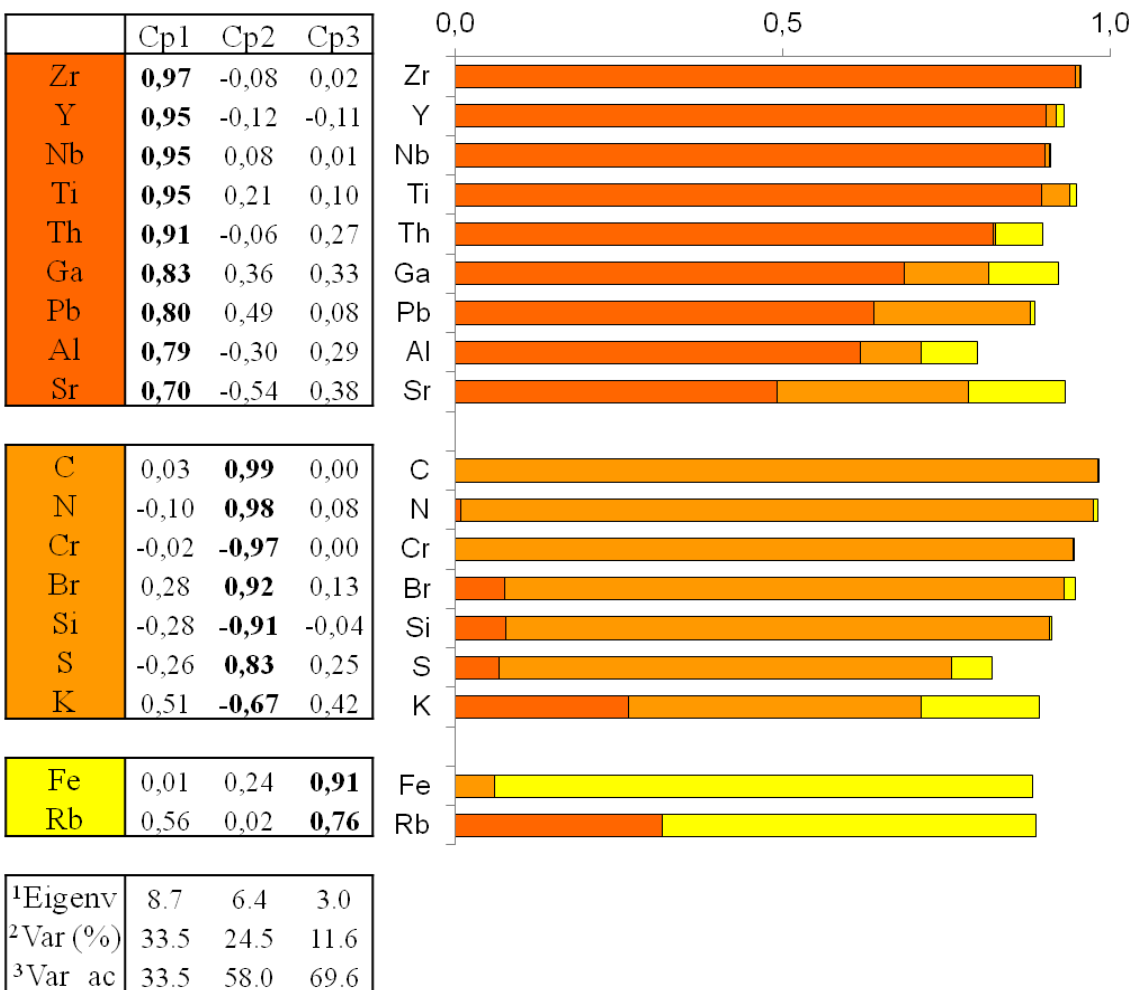 Cp1 Cp2 Cp3
Zr 0,97 -0,08 0,02
Y 0,95 -0,12 -0,11
Nb 0,95 0,08 0,01
Ti 0,95 0,21 0,10
Th 0,91 -0,06 0,27
Ga 0,83 0,36 0,33
Pb 0,80 0,49 0,08
Al 0,79 -0,30 0,29
Sr 0,70 -0,54 0,38
C 0,03 0,99 0,00
N -0,10 0,98 0,08
Cr -0,02 -0,97 0,00
Br 0,28 0,92 0,13
Si -0,28 -0,91 -0,04
S -0,26 0,83 0,25
K 0,51 -0,67 0,42
Fe 0,01 0,24 0,91
Rb 0,56 0,02 0,76
¹Eigenv 8.7 6.4 3.0
²Var (%) 33.5 24.5 11.6
³Var ac 33.5 58.0 69.6
0,0 0,5 1,0
Zr
Y
Nb
Ti
Th
Ga
Pb
Al
Sr
C
N
Cr
Br
Si
S
K
Fe
Rb